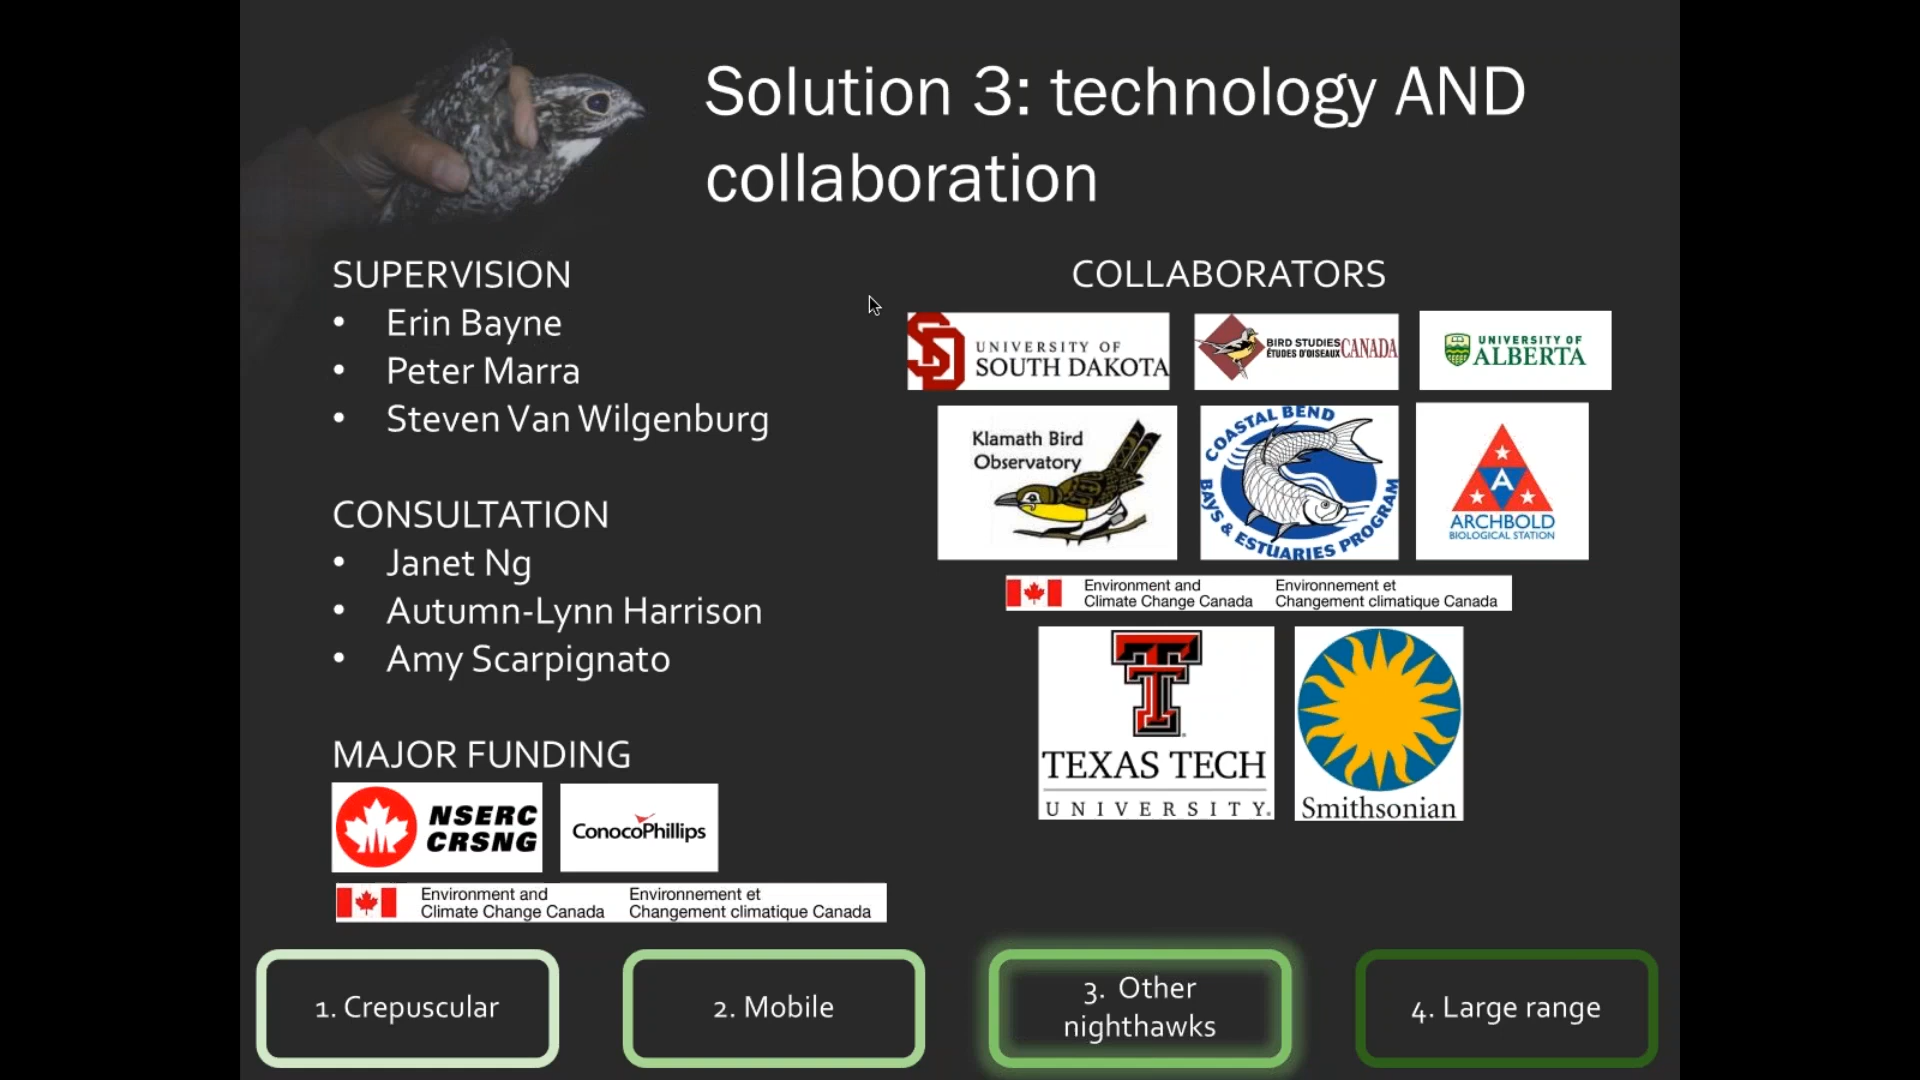 Solution 3: technology AND
collaboration
SUPERVISION
• Erin Bayne
• Peter Marra
• Steven Van Wilgenburg
CONSULTATION
• Janet Ng
• Autumn-Lynn Harrison
• Amy Scarpignato
MAJOR FUNDING
NSERC
CRSNG
ConocoPhillips
Environment and
Climate Change Canada
Environnement et
Changement climatique Canada
COLLABORATORS
SD
UNIVERSITY OF
SOUTH DAKOTA
BIRD STUDIES
ÉTUDES D'OISEAUX
CANADA
UNIVERSITY OF
ALBERTA
Klamath Bird
Observatory
COASTAL BEND
BAYS & ESTUARIES PROGRAM
A
ARCHBOLD
BIOLOGICAL STATION
Environment and
Climate Change Canada
Environnement et
Changement climatique Canada
TEXAS TECH
UNIVERSITY.
Smithsonian
1. Crepuscular
2. Mobile
3. Other
nighthawks
4. Large range